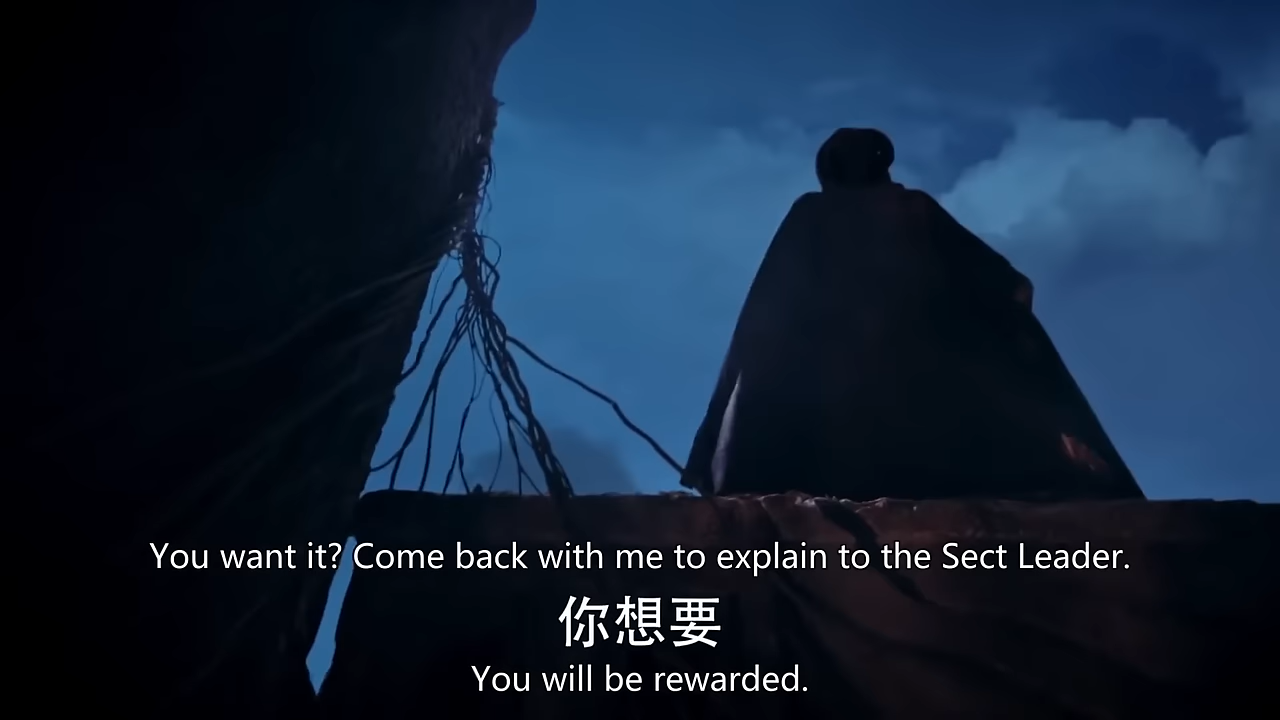 You want it? Come back with me to explain to the Sect Leader.
你想要
You will be rewarded.